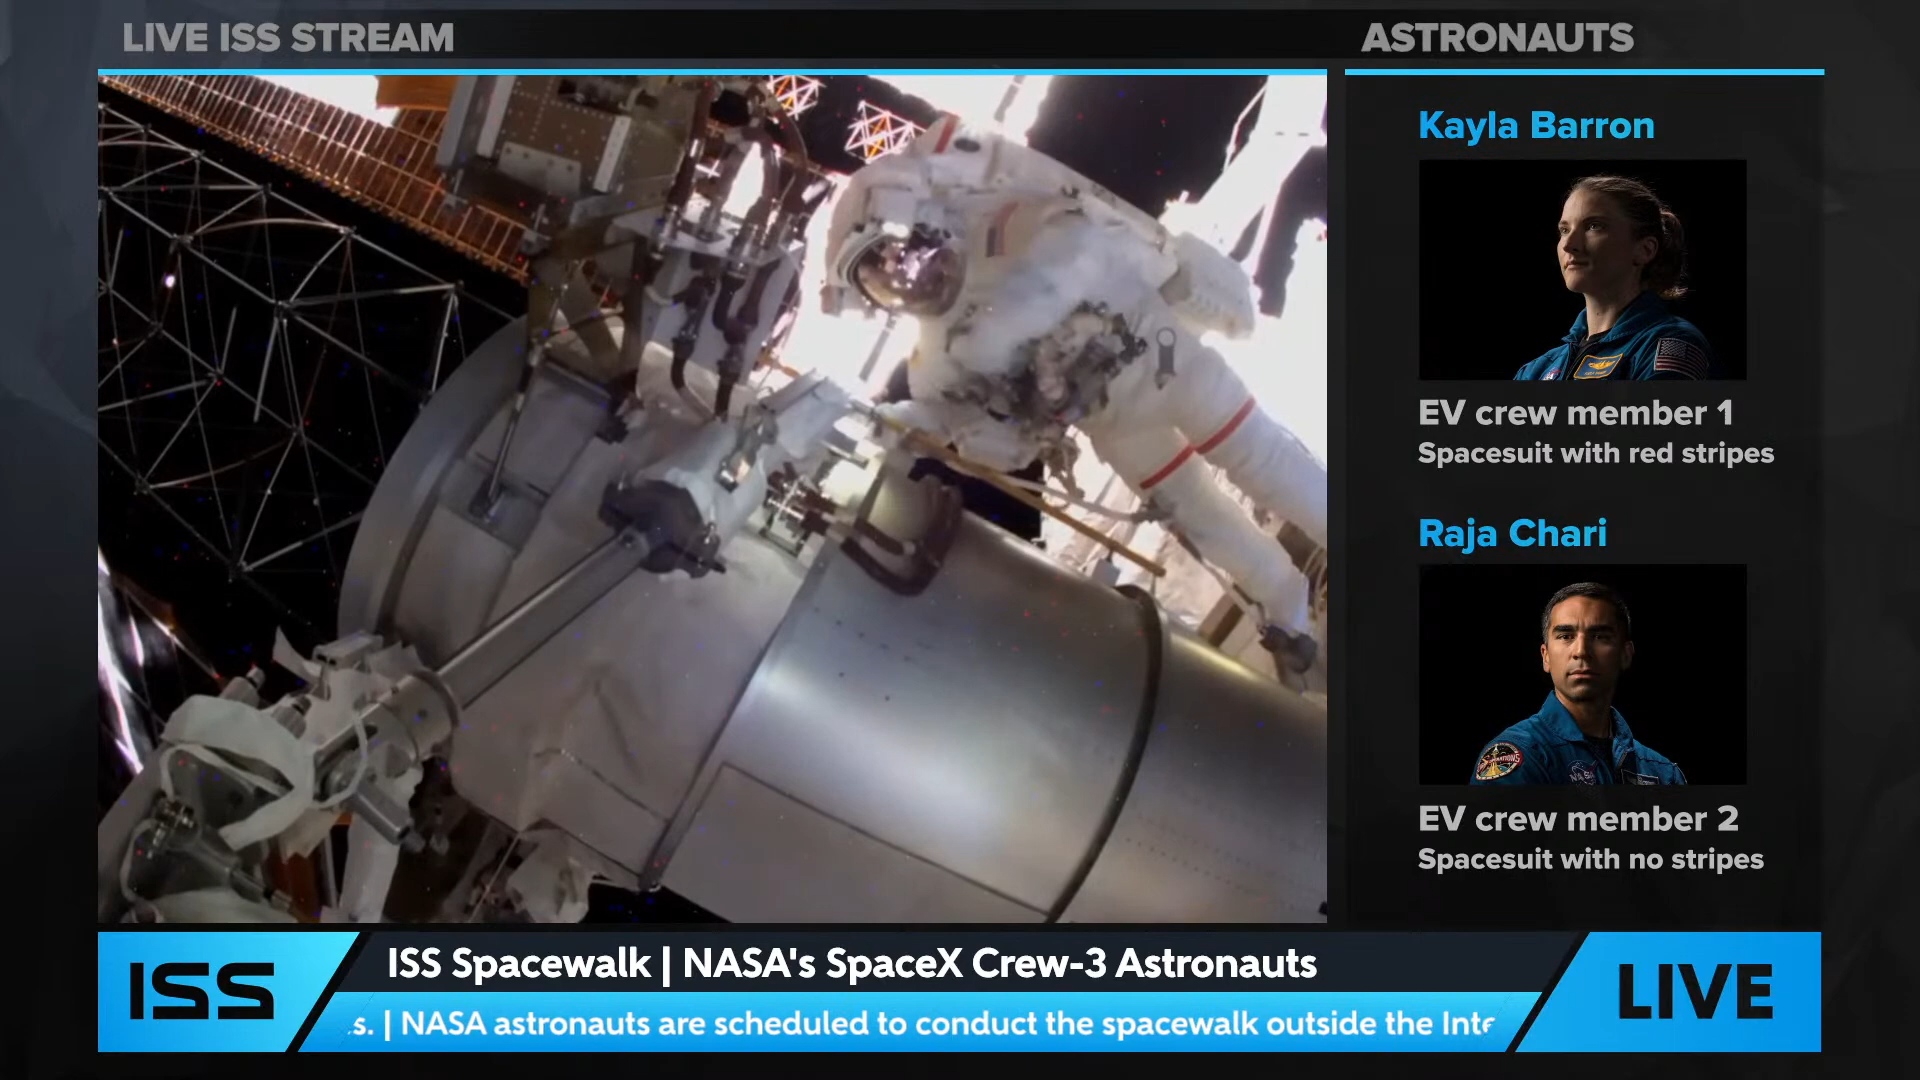 LIVE ISS STREAM
ASTRONAUTS
Kayla Barron
EV crew member 1
Spacesuit with red stripes
Raja Chari
NASA
EV crew member 2
Spacesuit with no stripes
ISS
ISS Spacewalk | NASA's SpaceX Crew-3 Astronauts
s. | NASA astronauts are scheduled to conduct the spacewalk outside the Inte
LIVE